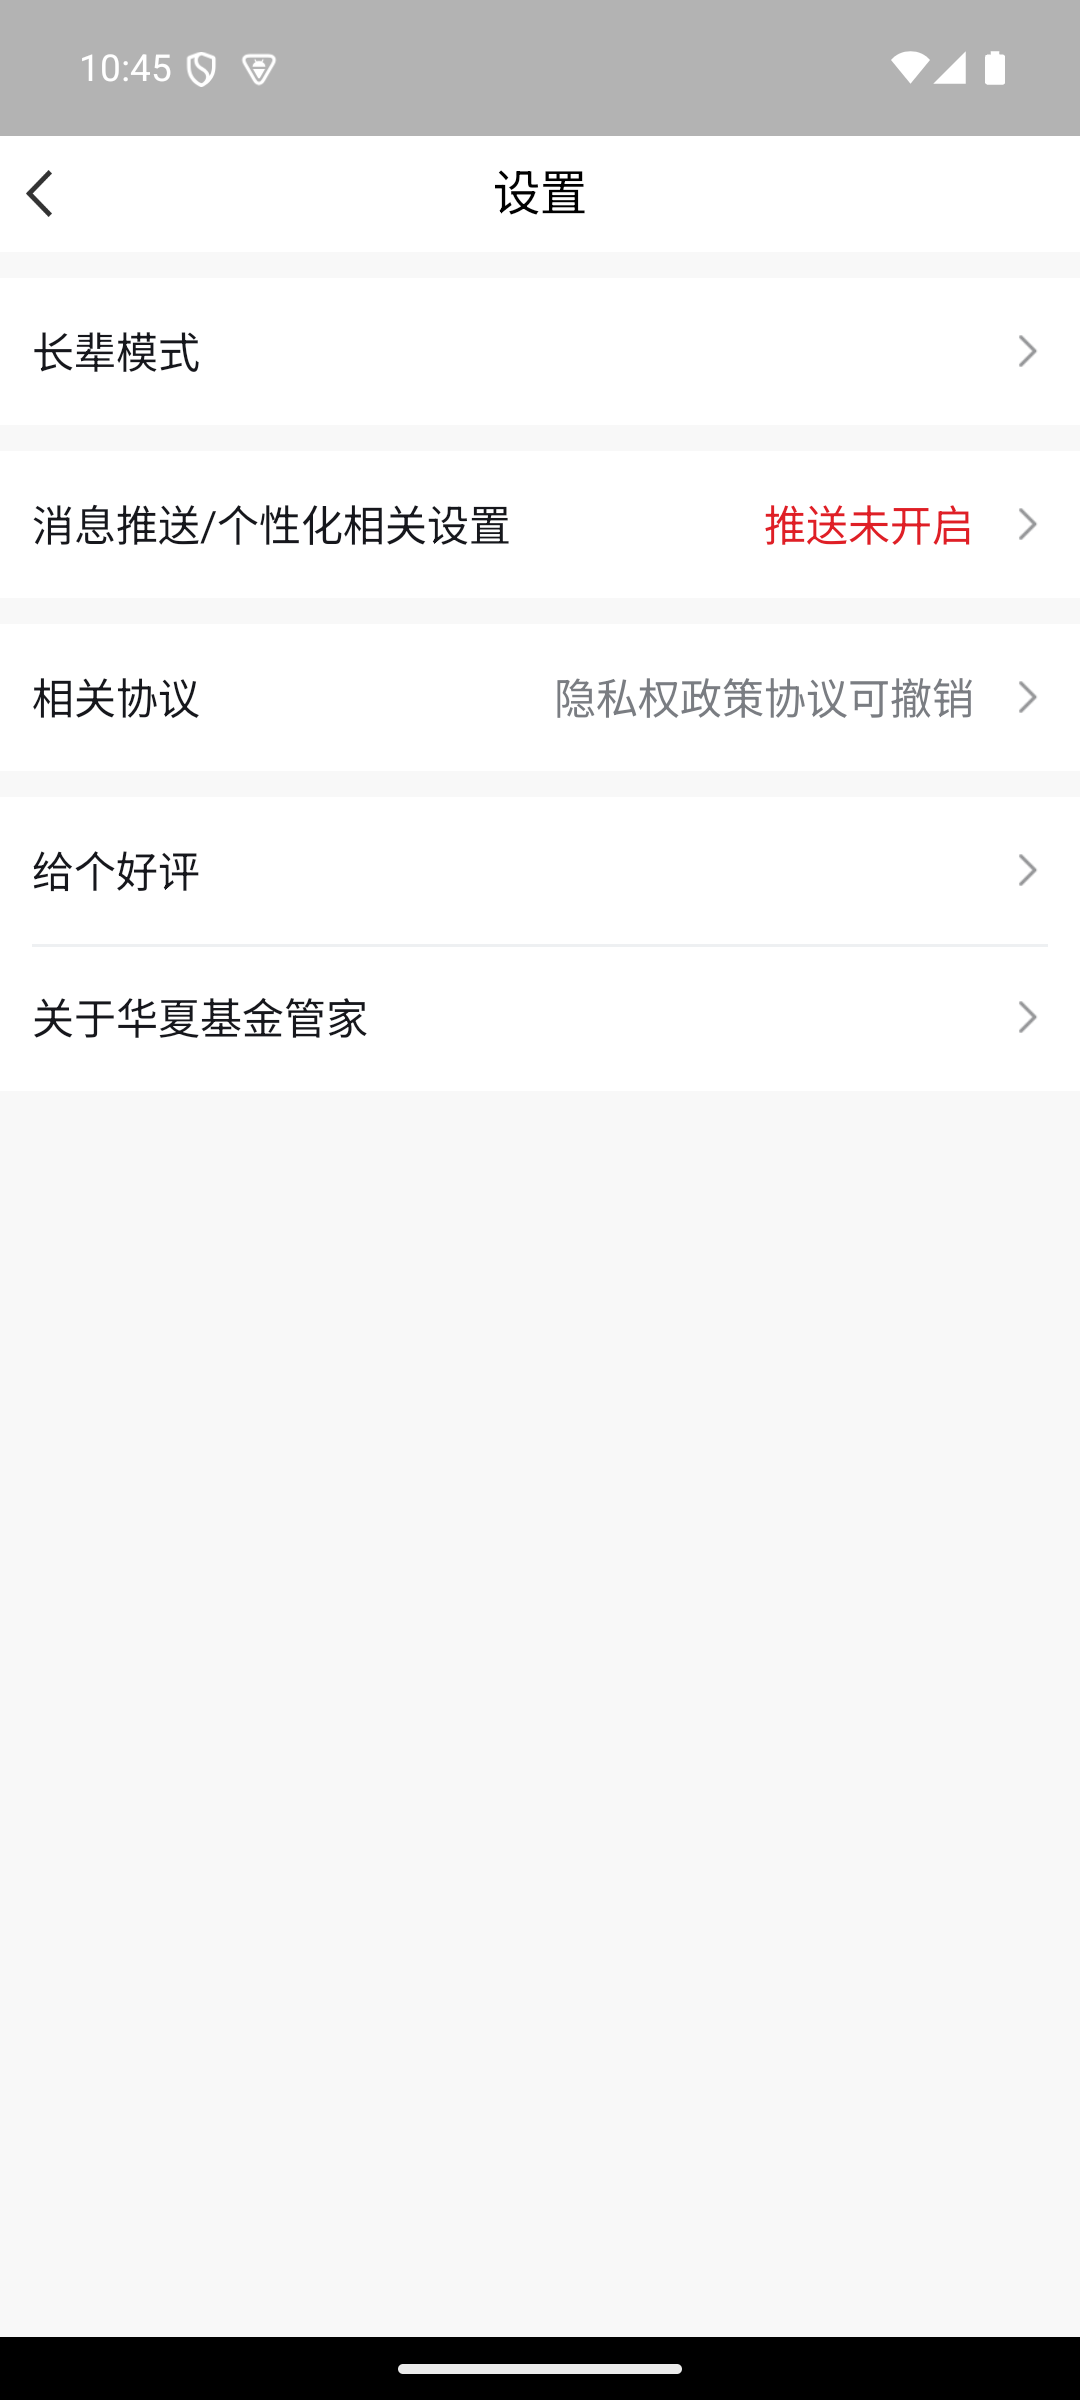 10:45
设置
长辈模式
消息推送/个性化相关设置 推送未开启
相关协议 隐私权政策协议可撤销
给个好评
关于华夏基金管家